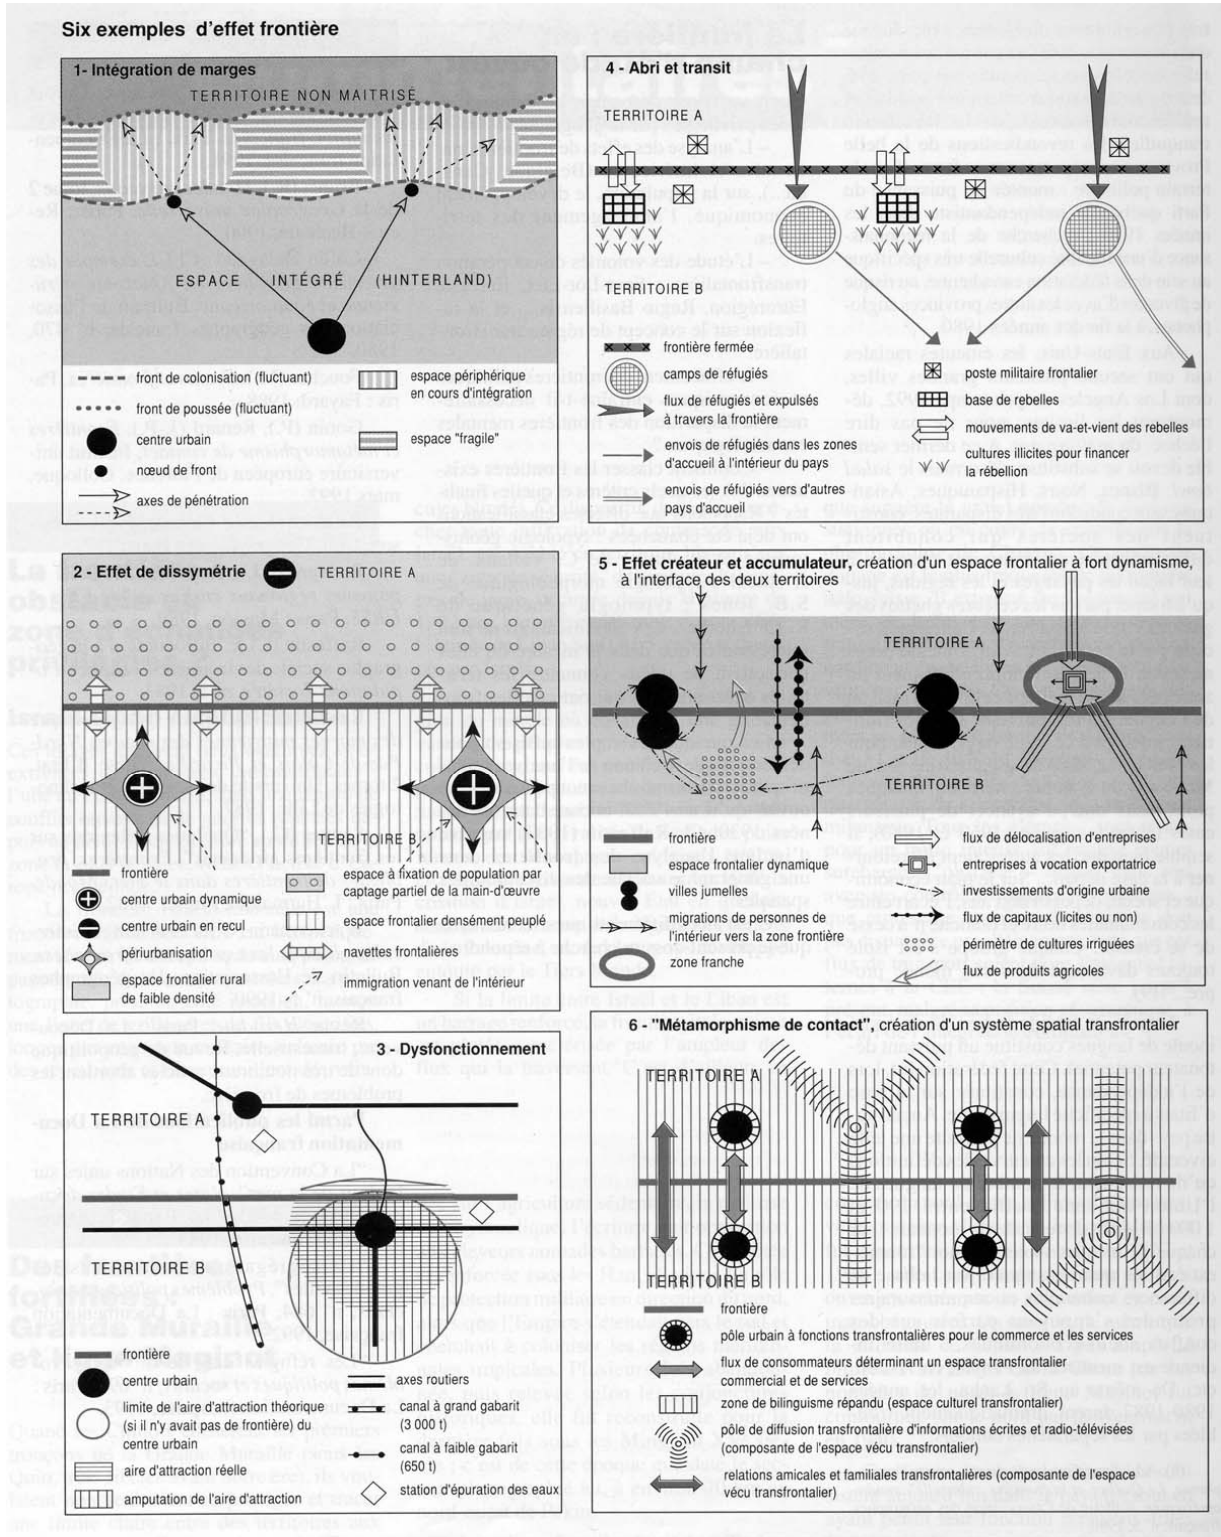 Six exemples d'effet frontière
1- Intégration de marges
TERRITOIRE NON MAITRISÉ
ESPACE INTÉGRÉ (HINTERLAND)
front de colonisation (fluctuant)
front de poussée (fluctuant)
centre urbain
nœud de front
axes de pénétration
espace périphérique
en cours d'intégration
espace "fragile"
4 - Abri et transit
TERRITOIRE A
TERRITOIRE B
frontière fermée
camps de réfugiés
flux de réfugiés et expulsés
à travers la frontière
envois de réfugiés dans les zones
d'accueil à l'intérieur du pays
envois de réfugiés vers d'autres
pays d'accueil
poste militaire frontalier
base de rebelles
mouvements de va-et-vient des rebelles
cultures illicites pour financer
la rébellion
2 - Effet de dissymétrie
TERRITOIRE A
TERRITOIRE B
frontière
centre urbain dynamique
centre urbain en recul
périurbanisation
espace frontalier rural
de faible densité
espace à fixation de population par
captage partiel de la main-d'œuvre
espace frontalier densément peuplé
navettes frontalières
immigration venant de l'intérieur
5 - Effet créateur et accumulateur, création d'un espace frontalier à fort dynamisme,
à l'interface des deux territoires
TERRITOIRE A
TERRITOIRE B
frontière
espace frontalier dynamique
villes jumelles
migrations de personnes de
l'intérieur vers la zone frontière
zone franche
flux de délocalisation d'entreprises
entreprises à vocation exportatrice
investissements d'origine urbaine
flux de capitaux (licites ou non)
périmètre de cultures irriguées
flux de produits agricoles
3 - Dysfonctionnement
TERRITOIRE A
TERRITOIRE B
frontière
centre urbain
limite de l'aire d'attraction théorique
(si il n'y avait pas de frontière) du
centre urbain
aire d'attraction réelle
amputation de l'aire d'attraction
axes routiers
canal à grand gabarit
(3 000 t)
canal à faible gabarit
(650 t)
station d'épuration des eaux
6 - "Métamorphisme de contact", création d'un système spatial transfrontalier
TERRITOIRE A
TERRITOIRE B
frontière
pôle urbain à fonctions transfrontalières pour le commerce et les services
flux de consommateurs déterminant un espace transfrontalier
commercial et de services
zone de bilinguisme répandu (espace culturel transfrontalier)
pôle de diffusion transfrontalière d'informations écrites et radio-télévisées
(composante de l'espace vécu transfrontalier)
relations amicales et familiales transfrontalières (composante de l'espace
vécu transfrontalier)